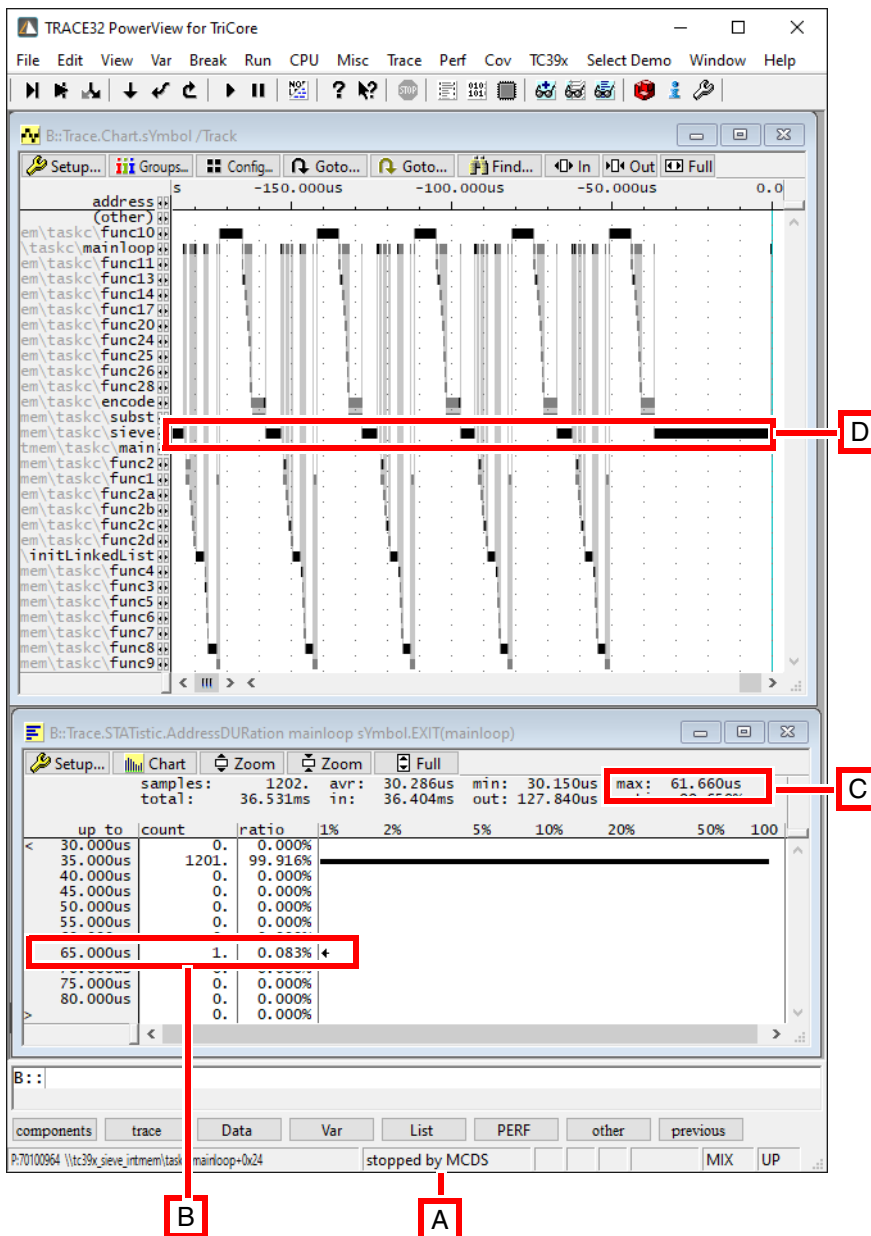 TRACE32 PowerView for TriCore
File Edit View Var Break Run CPU Misc Trace Perf Cov TC39x Select Demo Window Help
NOP ? ? STOP 010 101
B::Trace.Chart.sYmbol /Track
Setup... Groups... Config... Goto... Goto... Find... In Out Full
s -150.000us -100.000us -50.000us 0.0
address
(other)
em\taskc\func10
\taskc\mainloop
em\taskc\func11
em\taskc\func13
em\taskc\func14
em\taskc\func17
em\taskc\func20
em\taskc\func24
em\taskc\func25
em\taskc\func26
em\taskc\func28
em\taskc\encode
mem\taskc\subst
mem\taskc\sieve
D
tmem\taskc\main
mem\taskc\func2
mem\taskc\func1
em\taskc\func2a
em\taskc\func2b
em\taskc\func2c
em\taskc\func2d
\initLinkedList
mem\taskc\func4
mem\taskc\func3
mem\taskc\func5
mem\taskc\func6
mem\taskc\func7
mem\taskc\func8
mem\taskc\func9
B::Trace.STATistic.AddressDURation mainloop sYmbol.EXIT(mainloop)
Setup... Chart Zoom Zoom Full
samples: 1202. avr: 30.286us min: 30.150us max: 61.660us
C
total: 36.531ms in: 36.404ms out: 127.840us
up to count ratio 1% 2% 5% 10% 20% 50% 100
< 30.000us 0. 0.000%
35.000us 1201. 99.916%
40.000us 0. 0.000%
45.000us 0. 0.000%
50.000us 0. 0.000%
55.000us 0. 0.000%
65.000us 1. 0.083%
75.000us 0. 0.000%
80.000us 0. 0.000%
> 0. 0.000%
B::
components trace Data Var List PERF other previous
P:70100964 \\tc39x_sieve_intmem\task mainloop+0x24 stopped by MCDS MIX UP
B
A